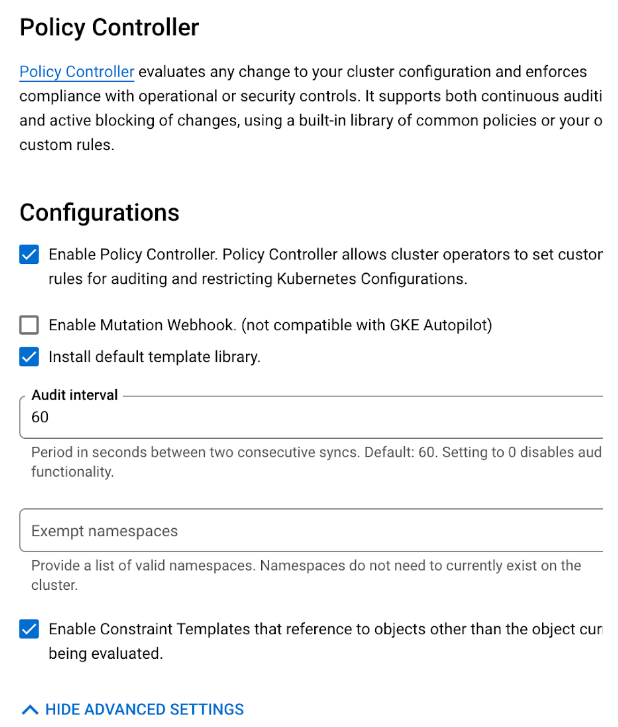 Policy Controller
Policy Controller evaluates any change to your cluster configuration and enforces
compliance with operational or security controls. It supports both continuous auditi
and active blocking of changes, using a built-in library of common policies or your o
custom rules.
Configurations
Enable Policy Controller. Policy Controller allows cluster operators to set custor
rules for auditing and restricting Kubernetes Configurations.
Enable Mutation Webhook. (not compatible with GKE Autopilot)
Install default template library.
Audit interval
60
Period in seconds between two consecutive syncs. Default: 60. Setting to 0 disables aud
functionality.
Exempt namespaces
Provide a list of valid namespaces. Namespaces do not need to currently exist on the
cluster.
Enable Constraint Templates that reference to objects other than the object curi
being evaluated.
HIDE ADVANCED SETTINGS